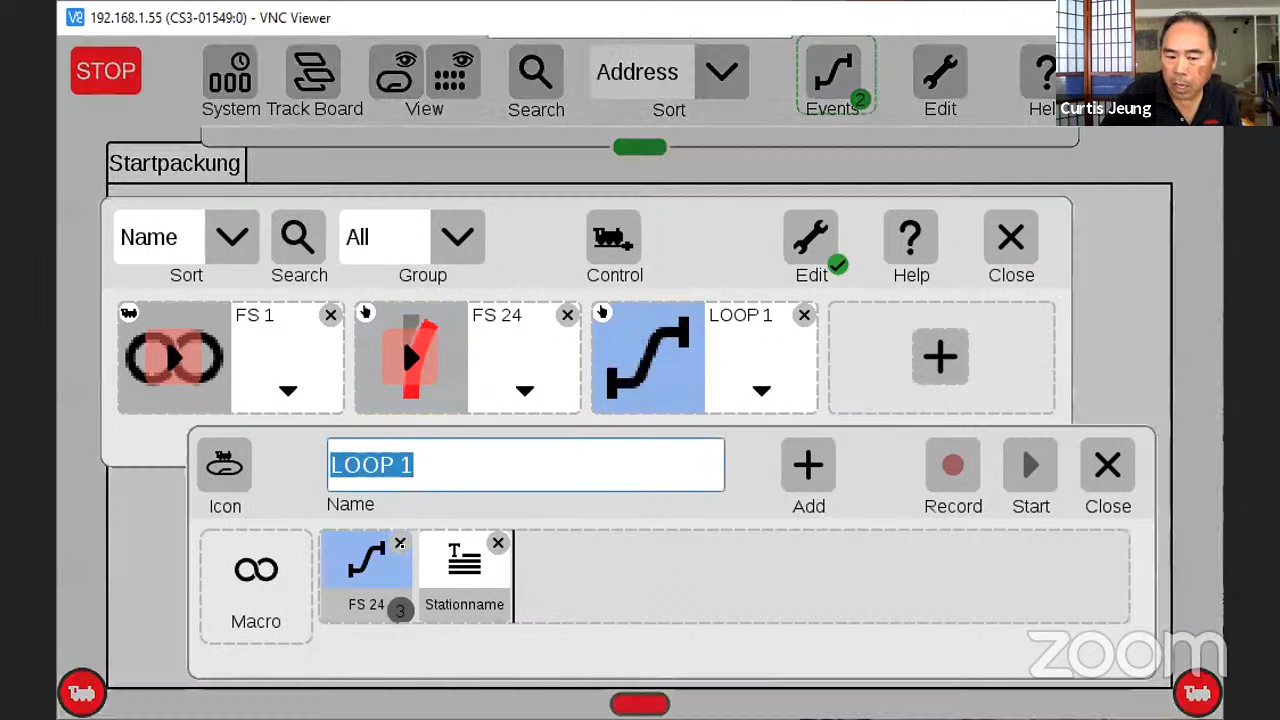 192.168.1.55 (CS3-01549:0) - VNC Viewer
STOP
Address
System Track Board View Search Sort Events 2 Edit Hel
Curtis Jeung
Startpackung
Name All
Sort Search Group Control Edit Help Close
FS 1 FS 24 LOOP 1
LOOP 1
Icon Name Add Record Start Close
Macro FS 24 3 Stationname
zoom